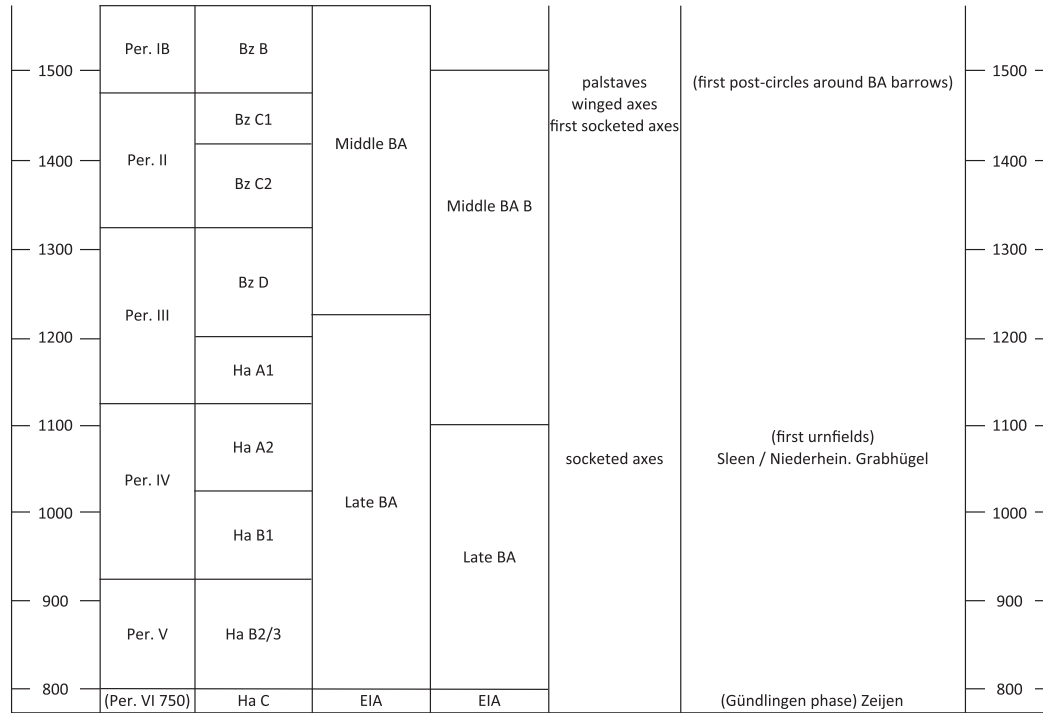 Per. IB Bz B
1500 1500
palstaves (first post-circles around BA barrows)
winged axes
Bz C1
first socketed axes
Middle BA
1400 Per. II 1400
Bz C2
Middle BA B
1300 1300
Bz D
Per. III
1200 1200
Ha A1
1100 1100
(first urnfields)
Ha A2
socketed axes Sleen / Niederhein. Grabhügel
Per. IV
Late BA
1000 1000
Ha B1
Late BA
900 900
Per. V Ha B2/3
800 800
(Per. VI 750) Ha C EIA EIA (Gündlingen phase) Zeijen